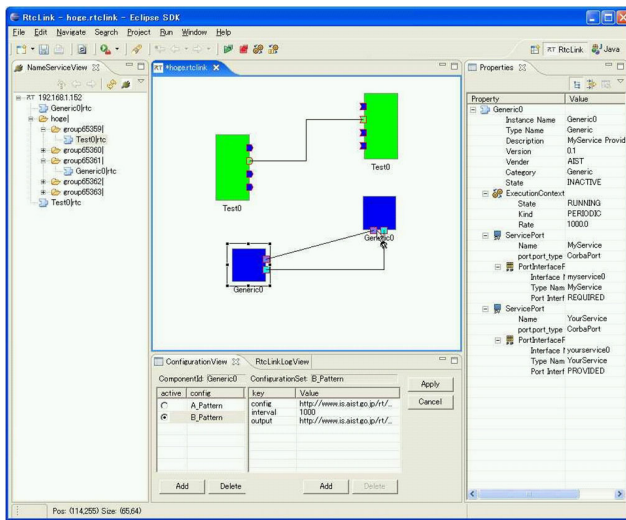 RtcLink - hoge.rtclink - Eclipse SDK
File Edit Navigate Search Project Run Window Help
RtcLink Java
NameServiceView
192.168.1.152
Generic0|rtc
hoge|
group65359|
Test0|rtc
group65360|
group65361|
Generic0|rtc
group65362|
group65363|
Test0|rtc
*hoge.rtclink
Test0
Test0
Generic0
Generic0
ConfigurationView RtcLinkLogView
ComponentId: Generic0 ConfigurationSet: B_Pattern
active config
A_Pattern
B_Pattern
key Value
config http://www.is.aist.go.jp/rt/...
interval 1000
output http://www.is.aist.go.jp/rt/...
Apply
Cancel
Add Delete Add Delete
Properties
Property Value
Generic0
Instance Name Generic0
Type Name Generic
Description MyService Provid
Version 0.1
Vender AIST
Category Generic
State INACTIVE
ExecutionContext
State RUNNING
Kind PERIODIC
Rate 1000.0
ServicePort
Name MyService
port.port_type CorbaPort
PortInterfaceF
Interface I myservice0
Type Nam MyService
Port Interf REQUIRED
ServicePort
Name YourService
port.port_type CorbaPort
PortInterfaceF
Interface I yourservice0
Type Nam YourService
Port Interf PROVIDED
Pos: (114,255) Size: (65,64)